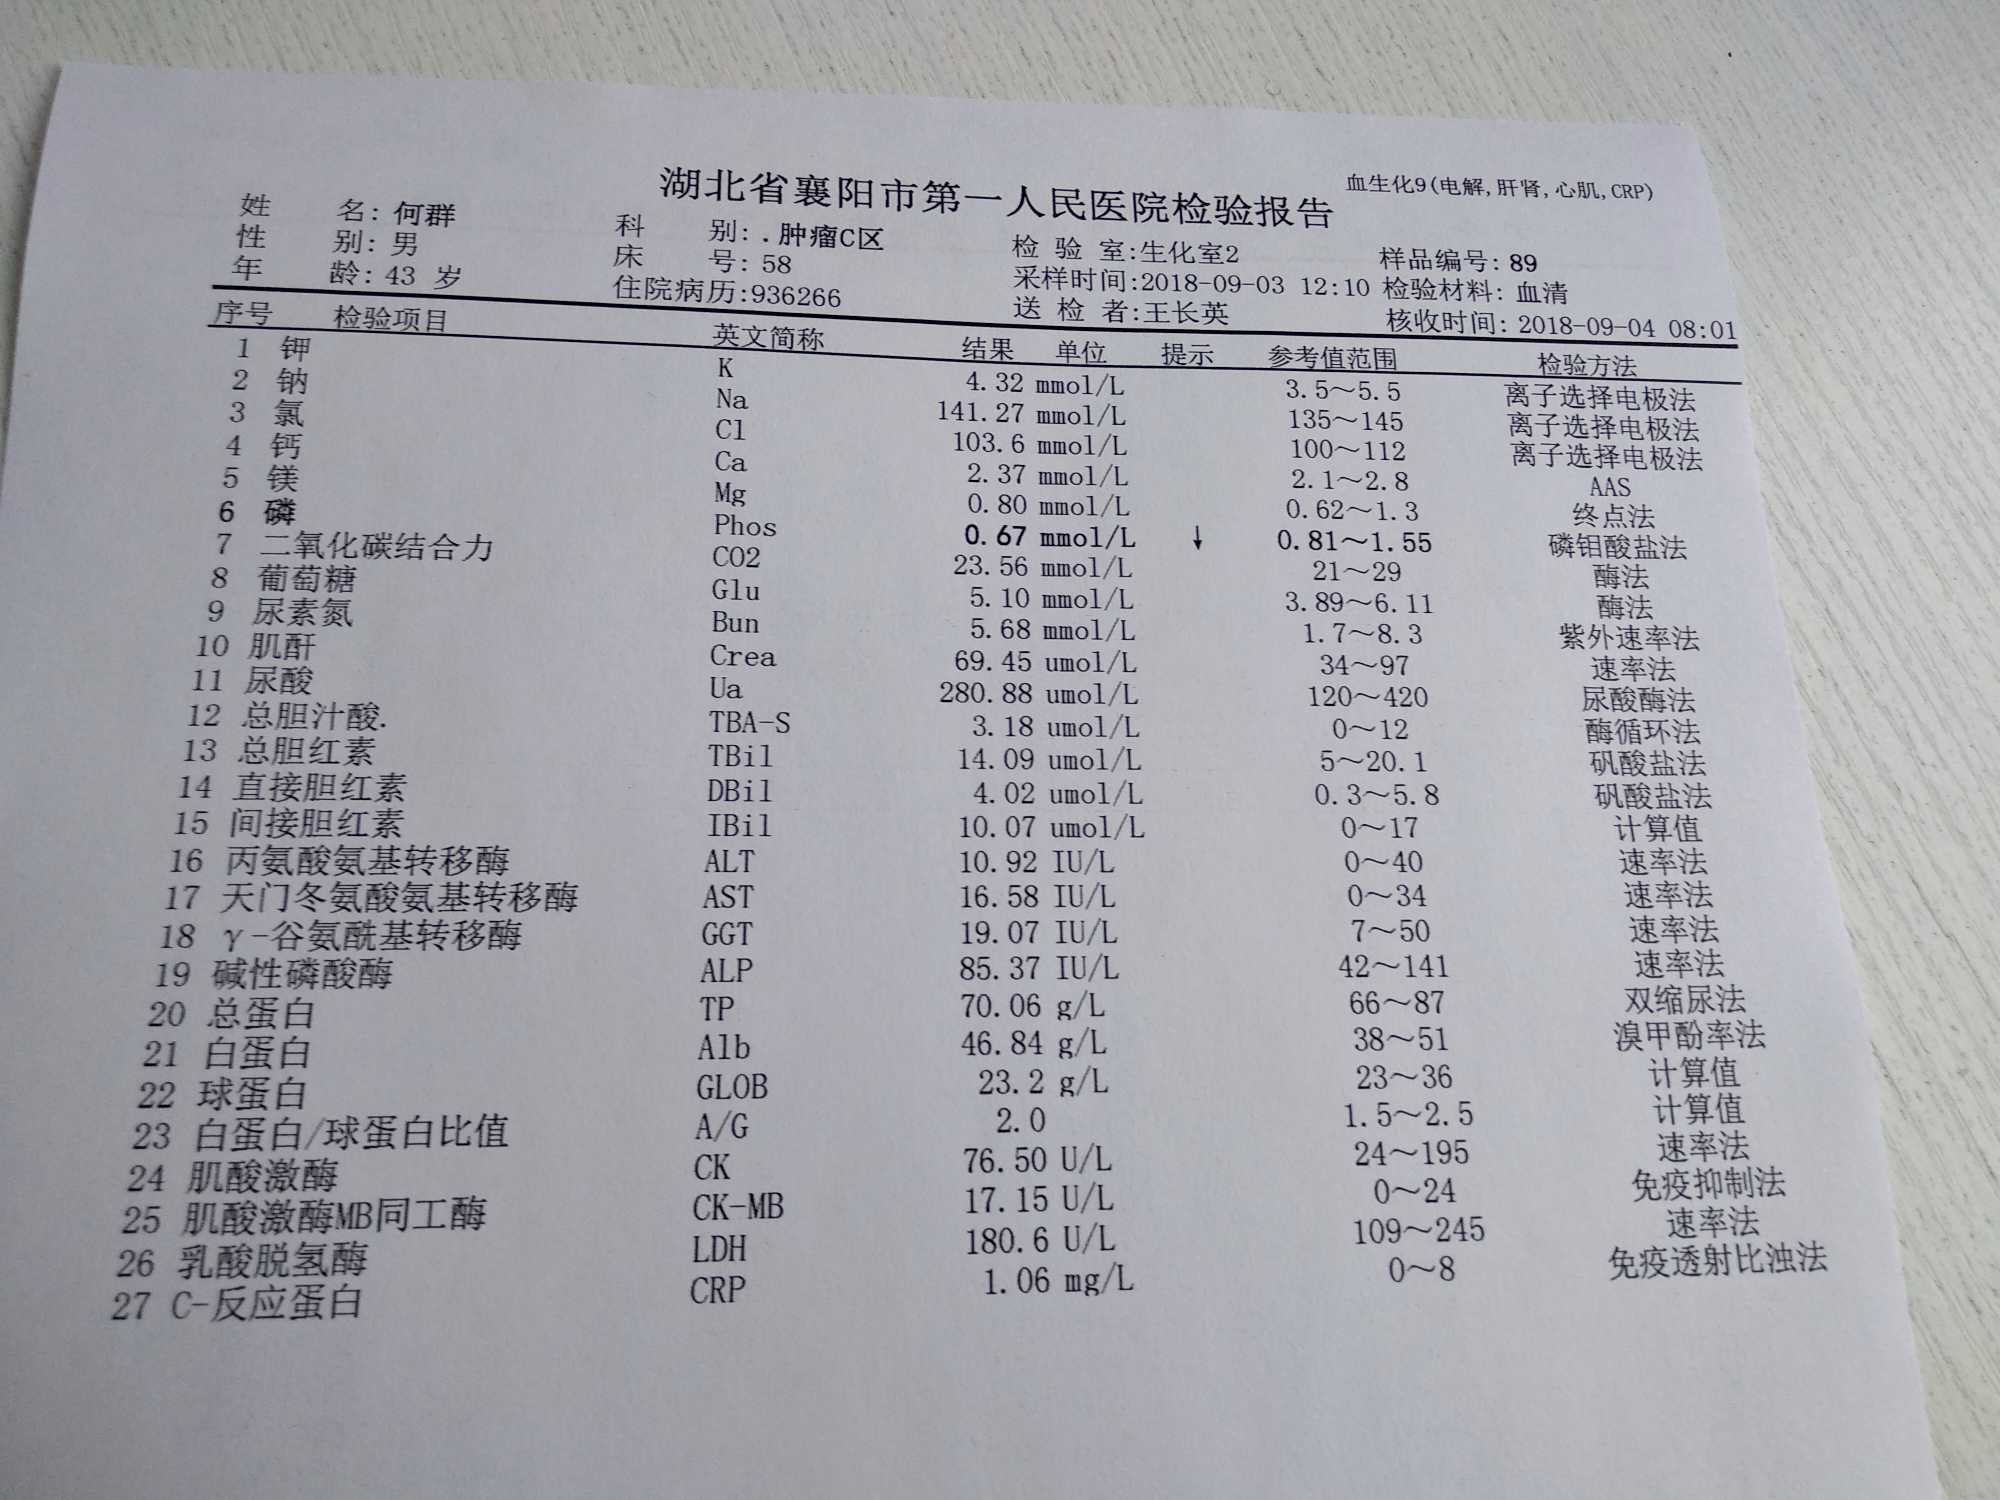 血生化9(电解,肝肾,心肌,CRP)
湖北省襄阳市第一人民医院检验报告
姓 名: 何群 科 别: .肿瘤C区 检 验 室:生化室2 样品编号: 89
性 别: 男 床 号: 58 采样时间:2018-09-03 12:10 检验材料: 血清
年 龄: 43 岁 住院病历:936266 送 检 者:王长英 核收时间: 2018-09-04 08:01
序号 检验项目 英文简称 结果 单位 提示 参考值范围 检验方法
1 钾 K 4.32 mmol/L 3.5～5.5 离子选择电极法
2 钠 Na 141.27 mmol/L 135～145 离子选择电极法
3 氯 Cl 103.6 mmol/L 100～112 离子选择电极法
4 钙 Ca 2.37 mmol/L 2.1～2.8 AAS
5 镁 Mg 0.80 mmol/L 0.62～1.3 终点法
6 磷 Phos 0.67 mmol/L ↓ 0.81～1.55 磷钼酸盐法
7 二氧化碳结合力 CO2 23.56 mmol/L 21～29 酶法
8 葡萄糖 Glu 5.10 mmol/L 3.89～6.11 酶法
9 尿素氮 Bun 5.68 mmol/L 1.7～8.3 紫外速率法
10 肌酐 Crea 69.45 umol/L 34～97 速率法
11 尿酸 Ua 280.88 umol/L 120～420 尿酸酶法
12 总胆汁酸. TBA-S 3.18 umol/L 0～12 酶循环法
13 总胆红素 TBil 14.09 umol/L 5～20.1 矾酸盐法
14 直接胆红素 DBil 4.02 umol/L 0.3～5.8 矾酸盐法
15 间接胆红素 IBil 10.07 umol/L 0～17 计算值
16 丙氨酸氨基转移酶 ALT 10.92 IU/L 0～40 速率法
17 天门冬氨酸氨基转移酶 AST 16.58 IU/L 0～34 速率法
18 γ-谷氨酰基转移酶 GGT 19.07 IU/L 7～50 速率法
19 碱性磷酸酶 ALP 85.37 IU/L 42～141 速率法
20 总蛋白 TP 70.06 g/L 66～87 双缩尿法
21 白蛋白 Alb 46.84 g/L 38～51 溴甲酚率法
22 球蛋白 GLOB 23.2 g/L 23～36 计算值
23 白蛋白/球蛋白比值 A/G 2.0 1.5～2.5 计算值
24 肌酸激酶 CK 76.50 U/L 24～195 速率法
25 肌酸激酶MB同工酶 CK-MB 17.15 U/L 0～24 免疫抑制法
26 乳酸脱氢酶 LDH 180.6 U/L 109～245 速率法
27 C-反应蛋白 CRP 1.06 mg/L 0～8 免疫透射比浊法